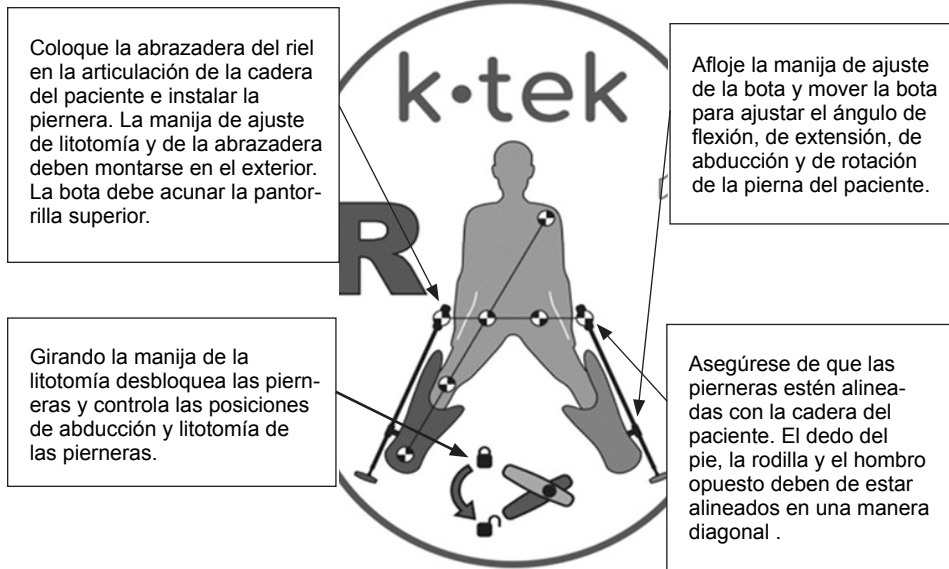 Coloque la abrazadera del riel
en la articulación de la cadera
del paciente e instalar la
piernera. La manija de ajuste
de litotomía y de la abrazadera
deben montarse en el exterior.
La bota debe acunar la pantor-
rilla superior.
k•tek
Afloje la manija de ajuste
de la bota y mover la bota
para ajustar el ángulo de
flexión, de extensión, de
abducción y de rotación
de la pierna del paciente.
R
Girando la manija de la
litotomía desbloquea las piern-
eras y controla las posiciones
de abducción y litotomía de
las pierneras.
Asegúrese de que las
pierneras estén alinea-
das con la cadera del
paciente. El dedo del
pie, la rodilla y el hombro
opuesto deben de estar
alineados en una manera
diagonal .